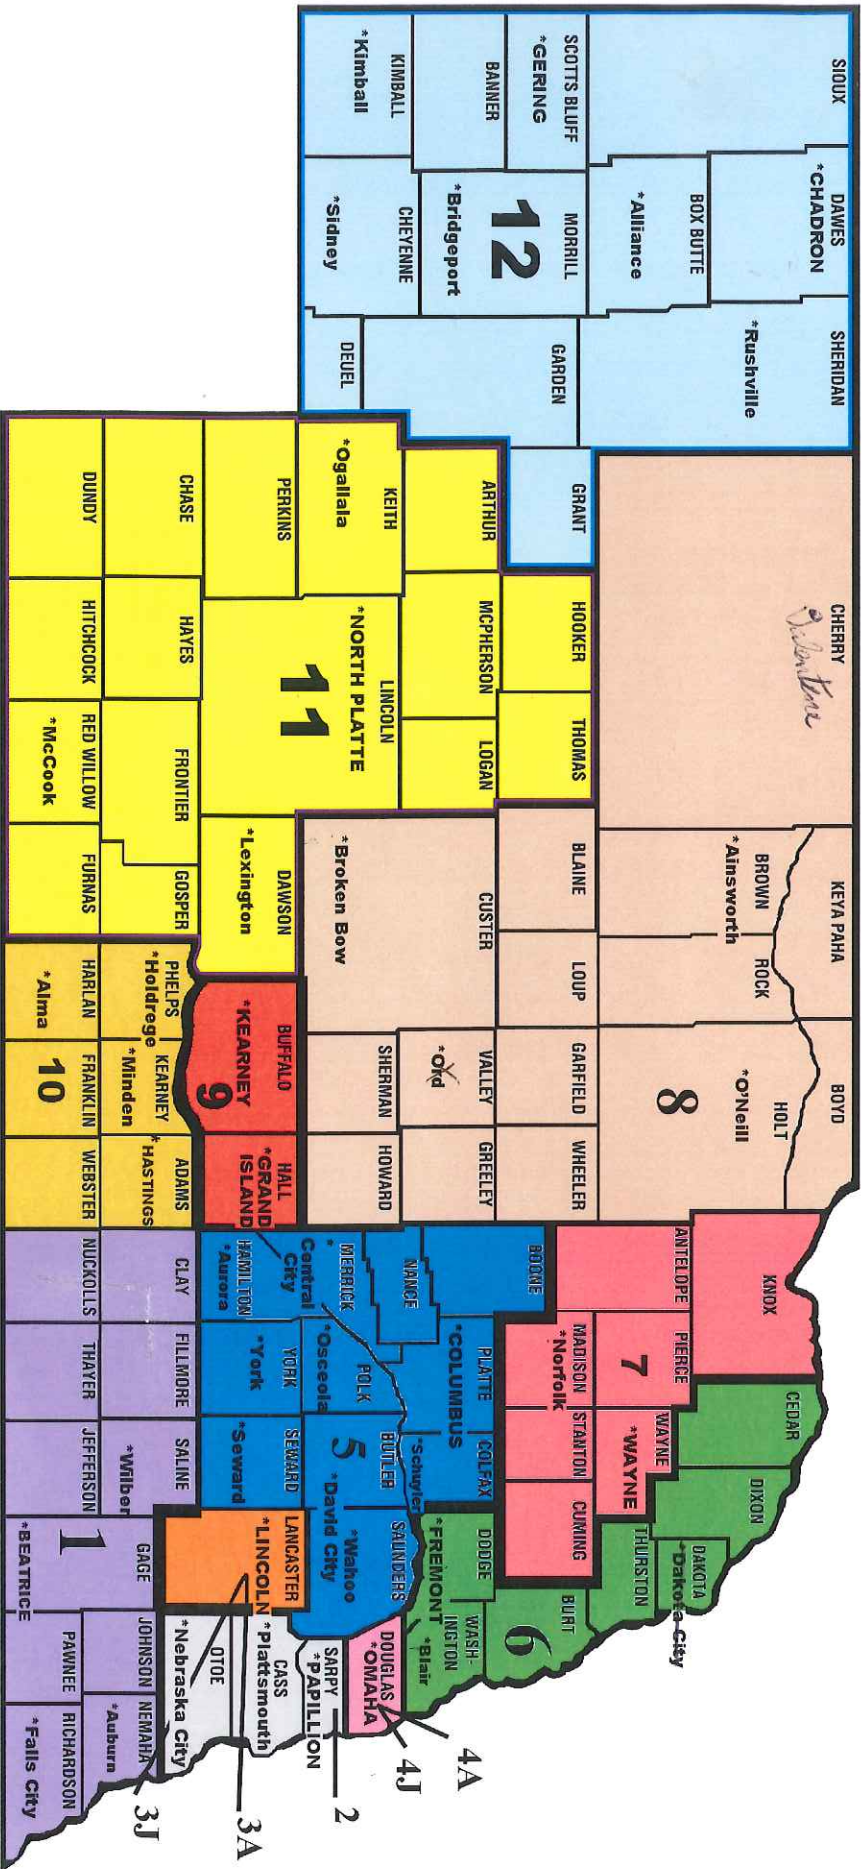 SIOUX
DAWES
*CHADRON
SHERIDAN
*Rushville
BOX BUTTE
*Alliance
SCOTTS BLUFF
*GERING
MORRILL
12
*Bridgeport
BANNER
KIMBALL
*Kimball
CHEYENNE
*Sidney
GARDEN
DEUEL
GRANT
CHERRY
KEYA PAHA
BOYD
BROWN
*Ainsworth
ROCK
HOLT
*O'Neill
8
BLAINE
LOUP
GARFIELD
WHEELER
CUSTER
*Broken Bow
VALLEY
*Ord
GREELEY
SHERMAN
HOWARD
HOOKER
THOMAS
ARTHUR
MCPHERSON
LOGAN
KEITH
*Ogallala
LINCOLN
*NORTH PLATTE
11
PERKINS
CHASE
HAYES
FRONTIER
GOSPER
DAWSON
*Lexington
DUNDY
HITCHCOCK
RED WILLOW
*McCook
FURNAS
BUFFALO
*KEARNEY
9
HALL
*GRAND
ISLAND
PHELPS
*Holdrege
KEARNEY
*Minden
ADAMS
*HASTINGS
HARLAN
*Alma
FRANKLIN
10
WEBSTER
KNOX
ANTELOPE
PIERCE
7
WAYNE
*WAYNE
MADISON
*Norfolk
STANTON
CUMING
CEDAR
DIXON
DAKOTA
*Dakota City
THURSTON
BURT
6
DODGE
*FREMONT
WASH-
INGTON
*Blair
BOONE
NANCE
PLATTE
*COLUMBUS
COLFAX
*Schuyler
MERRICK
*
Central
City
POLK
*Osceola
BUTLER
5
*David City
SAUNDERS
*Wahoo
HAMILTON
*Aurora
YORK
*York
SEWARD
*Seward
LANCASTER
*LINCOLN
DOUGLAS
*OMAHA
4A
4J
SARPY
*PAPILLION
2
CASS
*Plattsmouth
3A
OTOE
*Nebraska City
3J
CLAY
FILLMORE
SALINE
*Wilber
NUCKOLLS
THAYER
JEFFERSON
GAGE
1
*BEATRICE
JOHNSON
PAWNEE
NEMAHA
*Auburn
RICHARDSON
*Falls City